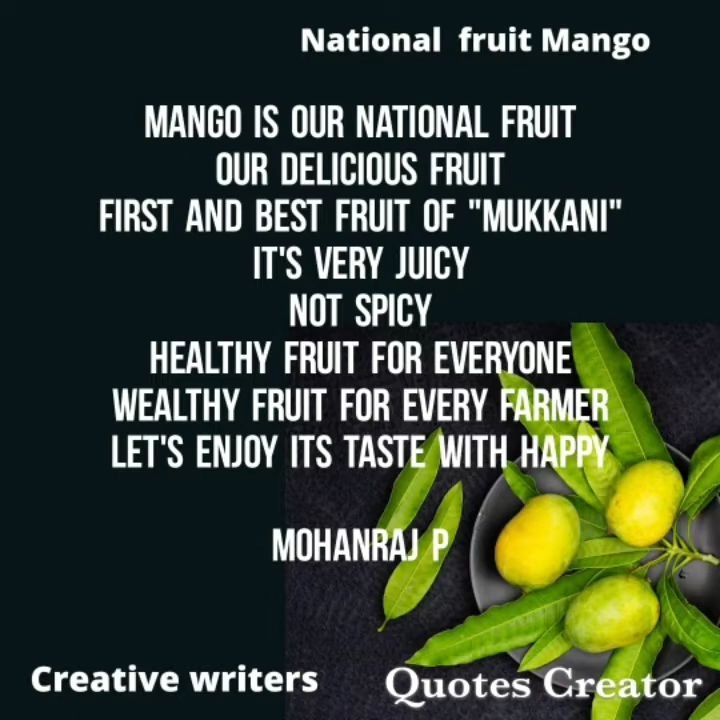 National fruit Mango
MANGO IS OUR NATIONAL FRUIT
OUR DELICIOUS FRUIT
FIRST AND BEST FRUIT OF "MUKKANI"
IT'S VERY JUICY
NOT SPICY
HEALTHY FRUIT FOR EVERYONE
WEALTHY FRUIT FOR EVERY FARMER
LET'S ENJOY ITS TASTE WITH HAPPY
MOHANRAJ P
Creative writers
Quotes Creator